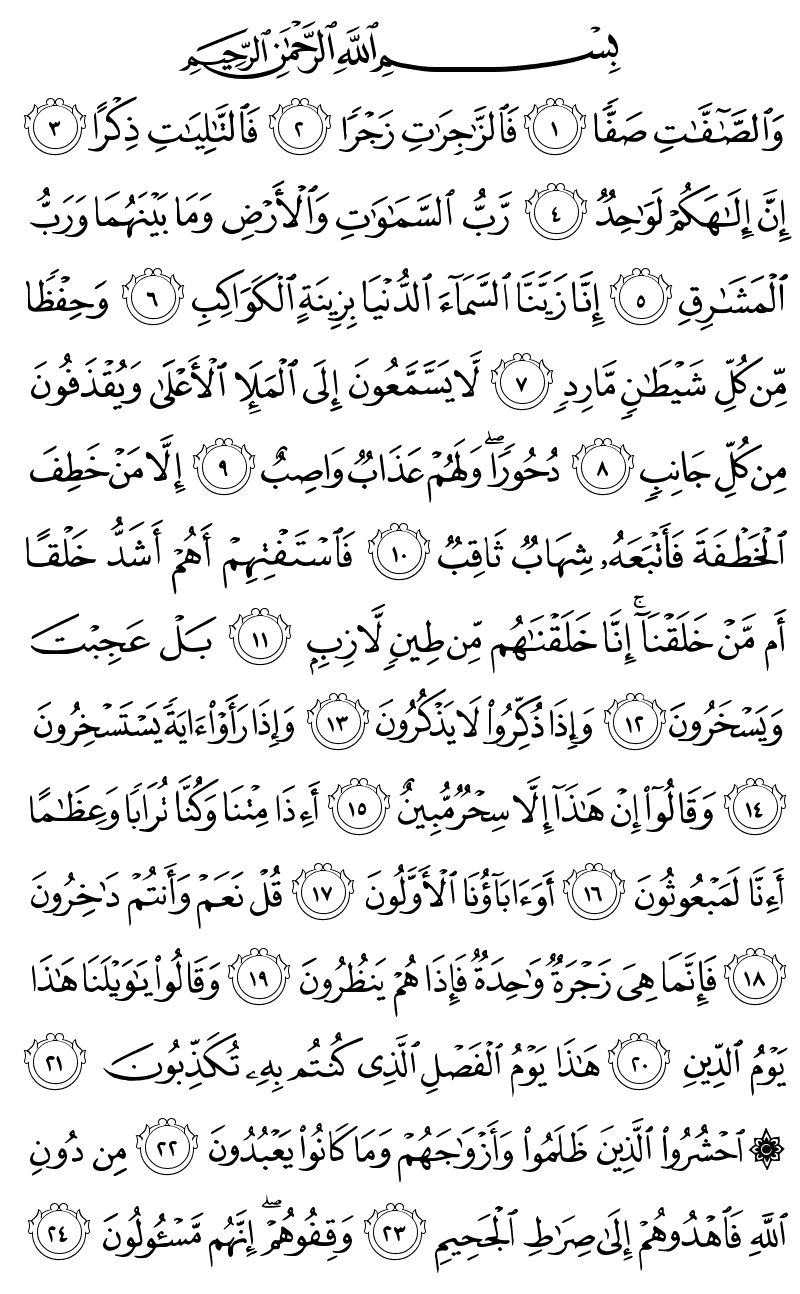 بِسْمِ ٱللَّهِ ٱلرَّحْمَٰنِ ٱلرَّحِيمِ
وَٱلصَّٰٓفَّٰتِ صَفًّا ١ فَٱلزَّٰجِرَٰتِ زَجْرًا ٢ فَٱلتَّٰلِيَٰتِ ذِكْرًا ٣
إِنَّ إِلَٰهَكُمْ لَوَٰحِدٌ ٤ رَّبُّ ٱلسَّمَٰوَٰتِ وَٱلْأَرْضِ وَمَا بَيْنَهُمَا وَرَبُّ
ٱلْمَشَٰرِقِ ٥ إِنَّا زَيَّنَّا ٱلسَّمَآءَ ٱلدُّنْيَا بِزِينَةٍ ٱلْكَوَاكِبِ ٦ وَحِفْظًا
مِّن كُلِّ شَيْطَٰنٍ مَّارِدٍ ٧ لَّا يَسَّمَّعُونَ إِلَى ٱلْمَلَإِ ٱلْأَعْلَىٰ وَيُقْذَفُونَ
مِن كُلِّ جَانِبٍ ٨ دُحُورًا ۖ وَلَهُمْ عَذَابٌ وَاصِبٌ ٩ إِلَّا مَنْ خَطِفَ
ٱلْخَطْفَةَ فَأَتْبَعَهُۥ شِهَابٌ ثَاقِبٌ ١٠ فَٱسْتَفْتِهِمْ أَهُمْ أَشَدُّ خَلْقًا
أَم مَّنْ خَلَقْنَآ ۚ إِنَّا خَلَقْنَٰهُم مِّن طِينٍ لَّازِبٍ ١١ بَلْ عَجِبْتَ
وَيَسْخَرُونَ ١٢ وَإِذَا ذُكِّرُوا۟ لَا يَذْكُرُونَ ١٣ وَإِذَا رَأَوْا۟ ءَايَةً يَسْتَسْخِرُونَ
١٤ وَقَالُوٓا۟ إِنْ هَٰذَآ إِلَّا سِحْرٌ مُّبِينٌ ١٥ أَءِذَا مِتْنَا وَكُنَّا تُرَابًا وَعِظَٰمًا
أَءِنَّا لَمَبْعُوثُونَ ١٦ أَوَءَابَآؤُنَا ٱلْأَوَّلُونَ ١٧ قُلْ نَعَمْ وَأَنتُمْ دَٰخِرُونَ
١٨ فَإِنَّمَا هِىَ زَجْرَةٌ وَٰحِدَةٌ فَإِذَا هُمْ يَنظُرُونَ ١٩ وَقَالُوا۟ يَٰوَيْلَنَا هَٰذَا
يَوْمُ ٱلدِّينِ ٢٠ هَٰذَا يَوْمُ ٱلْفَصْلِ ٱلَّذِى كُنتُم بِهِۦ تُكَذِّبُونَ ٢١
۞ ٱحْشُرُوا۟ ٱلَّذِينَ ظَلَمُوا۟ وَأَزْوَٰجَهُمْ وَمَا كَانُوا۟ يَعْبُدُونَ ٢٢ مِن دُونِ
ٱللَّهِ فَٱهْدُوهُمْ إِلَىٰ صِرَٰطِ ٱلْجَحِيمِ ٢٣ وَقِفُوهُمْ ۖ إِنَّهُم مَّسْـُٔولُونَ ٢٤